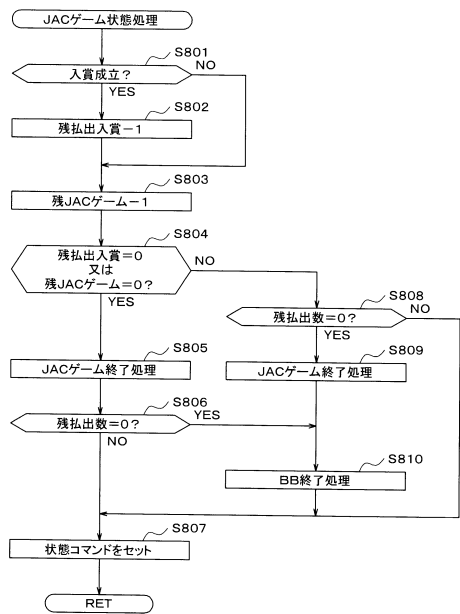 JACゲーム状態処理
S801
入賞成立？
NO
YES
S802
残払出入賞－1
S803
残JACゲーム－1
S804
残払出入賞＝0
又は
残JACゲーム＝0？
NO
YES
S808
残払出数＝0？
NO
YES
S805
JACゲーム終了処理
S809
JACゲーム終了処理
S806
残払出数＝0？
YES
NO
S810
BB終了処理
S807
状態コマンドをセット
RET